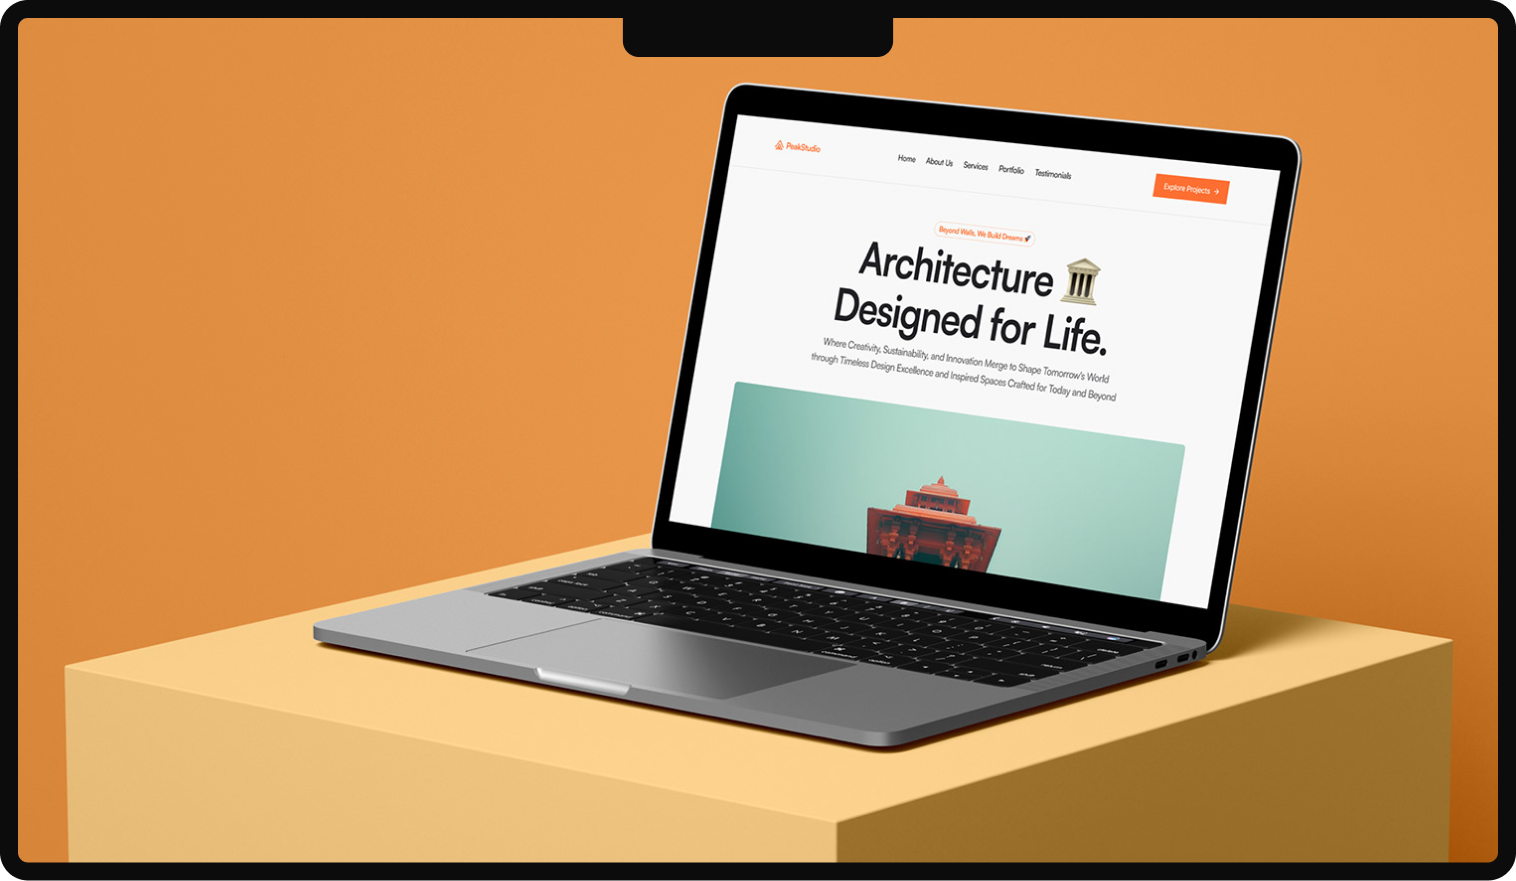 PeakStudio
Home About Us Services Portfolio Testimonials
Explore Projects →
Beyond Walls, We Build Dreams 🚀
Architecture 🏛️
Designed for Life.
Where Creativity, Sustainability, and Innovation Merge to Shape Tomorrow's World
through Timeless Design Excellence and Inspired Spaces Crafted for Today and Beyond